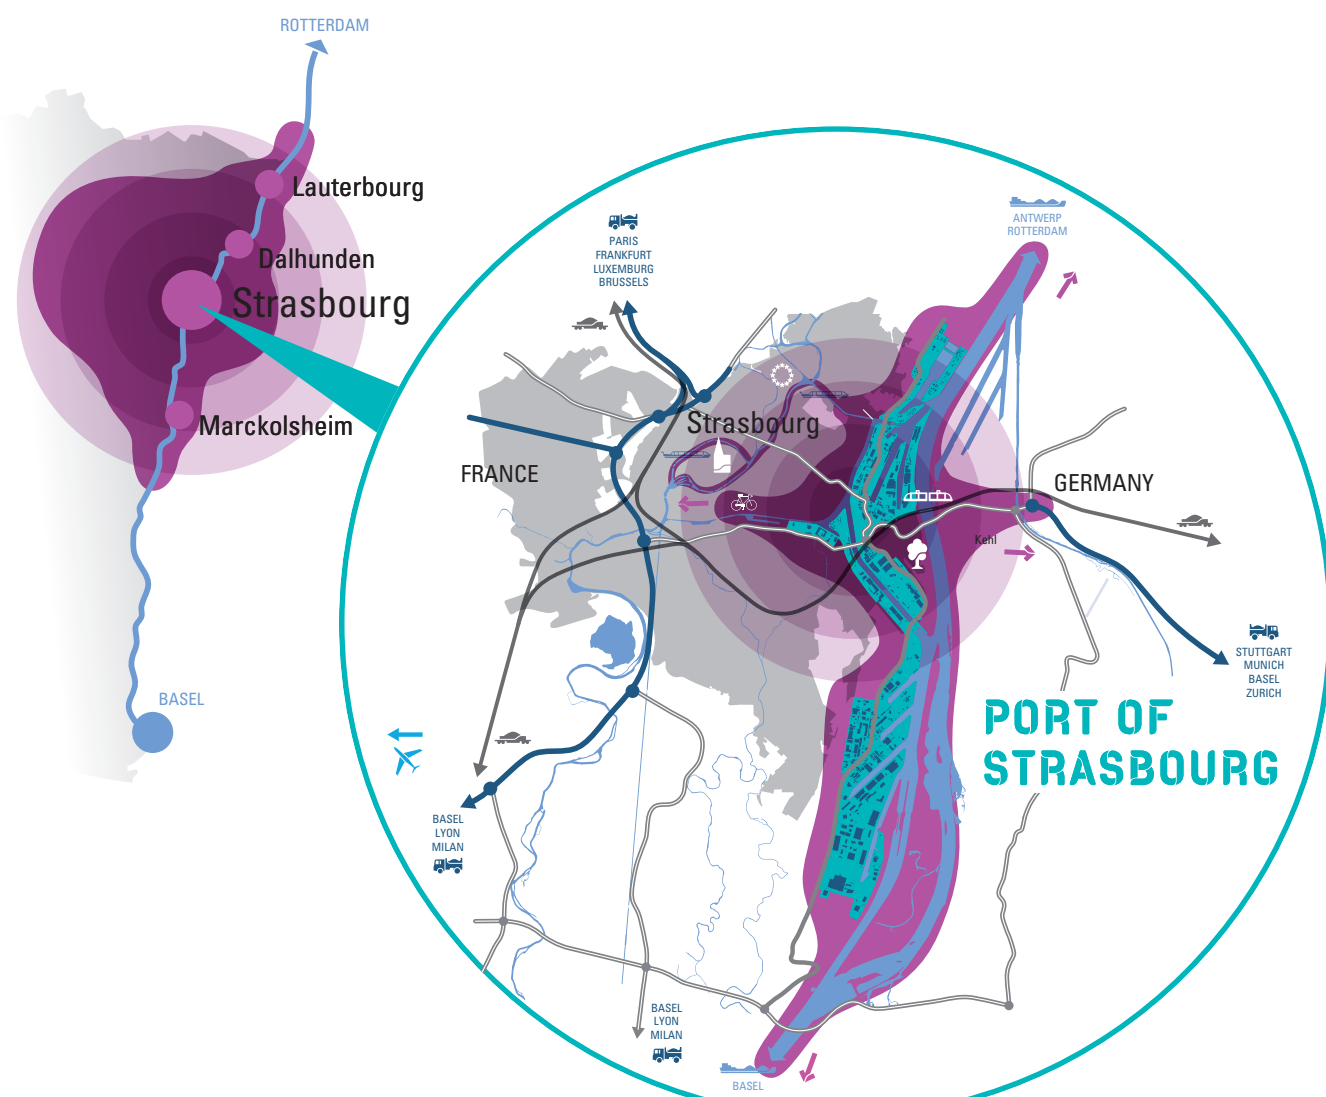 ROTTERDAM
Lauterbourg
Dalhunden
Strasbourg
Marckolsheim
BASEL
ANTWERP
ROTTERDAM
PARIS
FRANKFURT
LUXEMBURG
BRUSSELS
Strasbourg
FRANCE
GERMANY
Kehl
STUTTGART
MUNICH
BASEL
ZURICH
PORT OF
STRASBOURG
BASEL
LYON
MILAN
BASEL
LYON
MILAN
BASEL